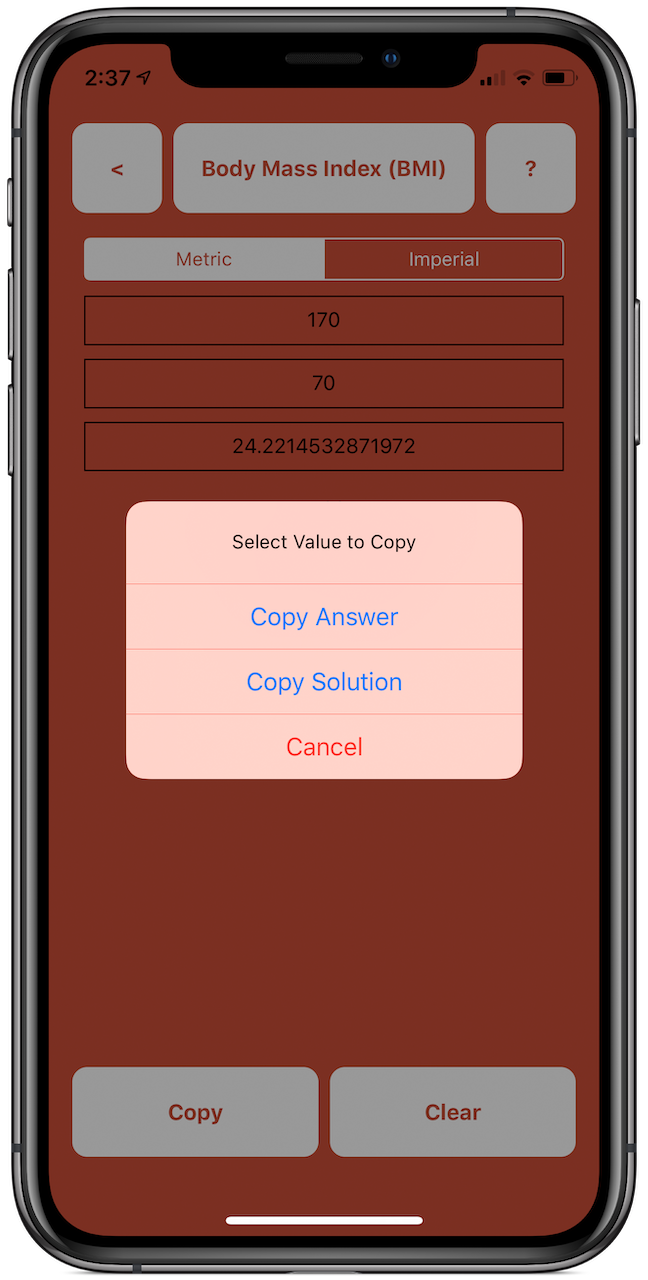 2:37
< Body Mass Index (BMI) ?
Metric Imperial
170
70
24.2214532871972
Select Value to Copy
Copy Answer
Copy Solution
Cancel
Copy Clear